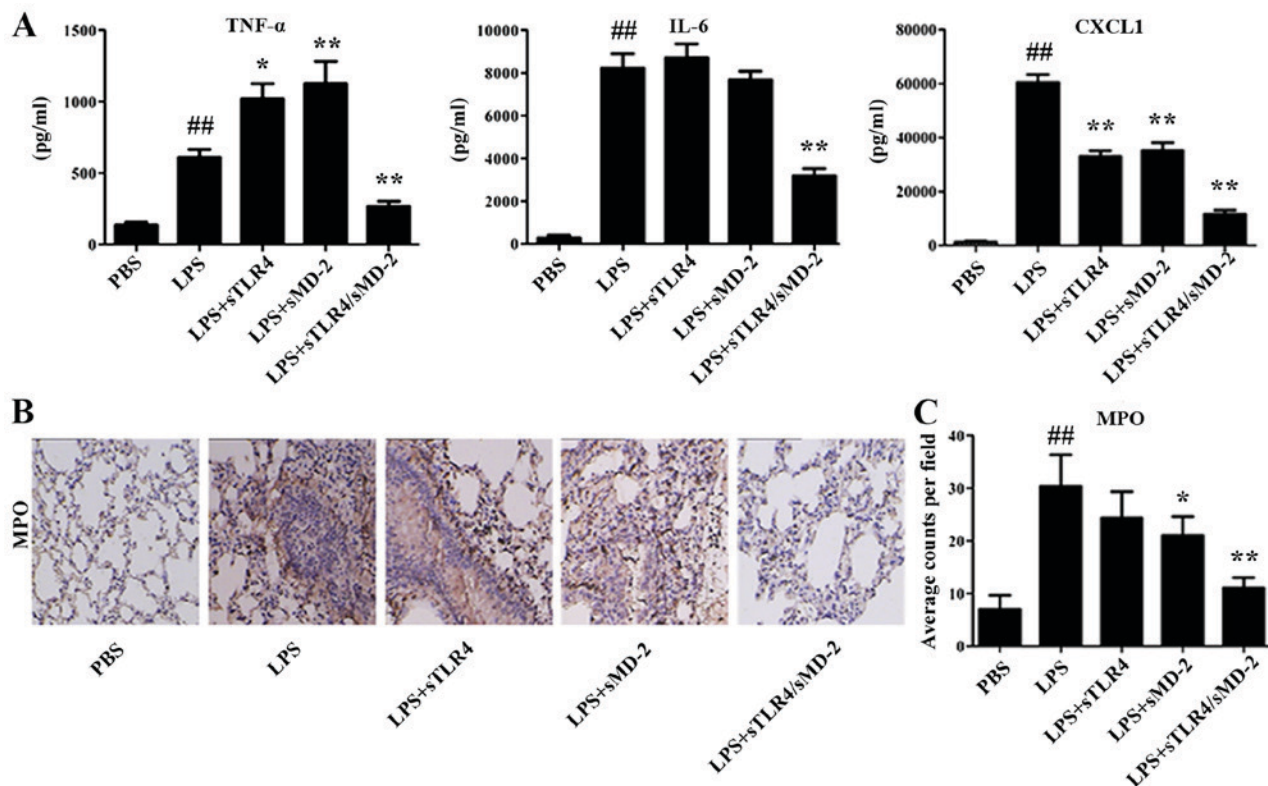 A
TNF-α
(pg/ml)
1500
1000
500
0
##
*
**
**
PBS
LPS
LPS+sTLR4
LPS+sMD-2
LPS+sTLR4/sMD-2
IL-6
(pg/ml)
10000
8000
6000
4000
2000
0
##
**
PBS
LPS
LPS+sTLR4
LPS+sMD-2
LPS+sTLR4/sMD-2
CXCL1
(pg/ml)
80000
60000
40000
20000
0
##
**
**
**
PBS
LPS
LPS+sTLR4
LPS+sMD-2
LPS+sTLR4/sMD-2
B
MPO
PBS
LPS
LPS+sTLR4
LPS+sMD-2
LPS+sTLR4/sMD-2
C
MPO
Average counts per field
40
30
20
10
0
##
*
**
PBS
LPS
LPS+sTLR4
LPS+sMD-2
LPS+sTLR4/sMD-2